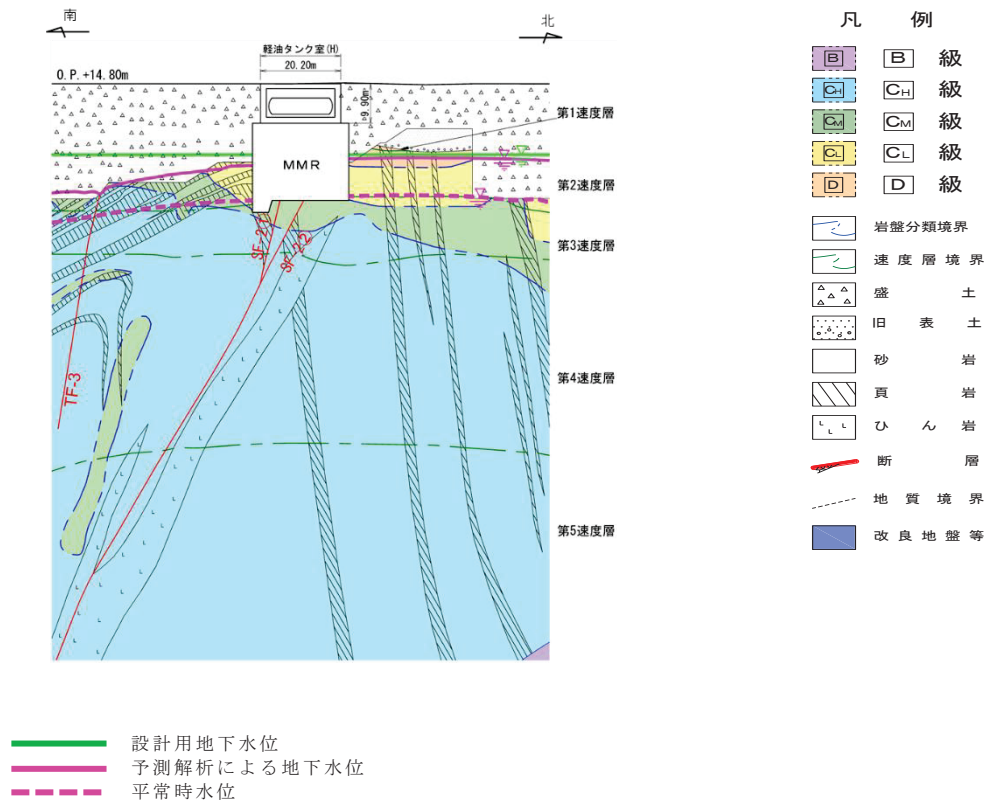 南
北
軽油タンク室(H)
20.20m
O.P.+14.80m
9.90m
MMR
第1速度層
第2速度層
第3速度層
第4速度層
第5速度層
SF-2
TF-3
凡例
B B 級
CH CH 級
CM CM 級
CL CL 級
D D 級
岩盤分類境界
速度層境界
盛土
旧表土
砂岩
頁岩
ひん岩
断層
地質境界
改良地盤等
設計用地下水位
予測解析による地下水位
平常時水位